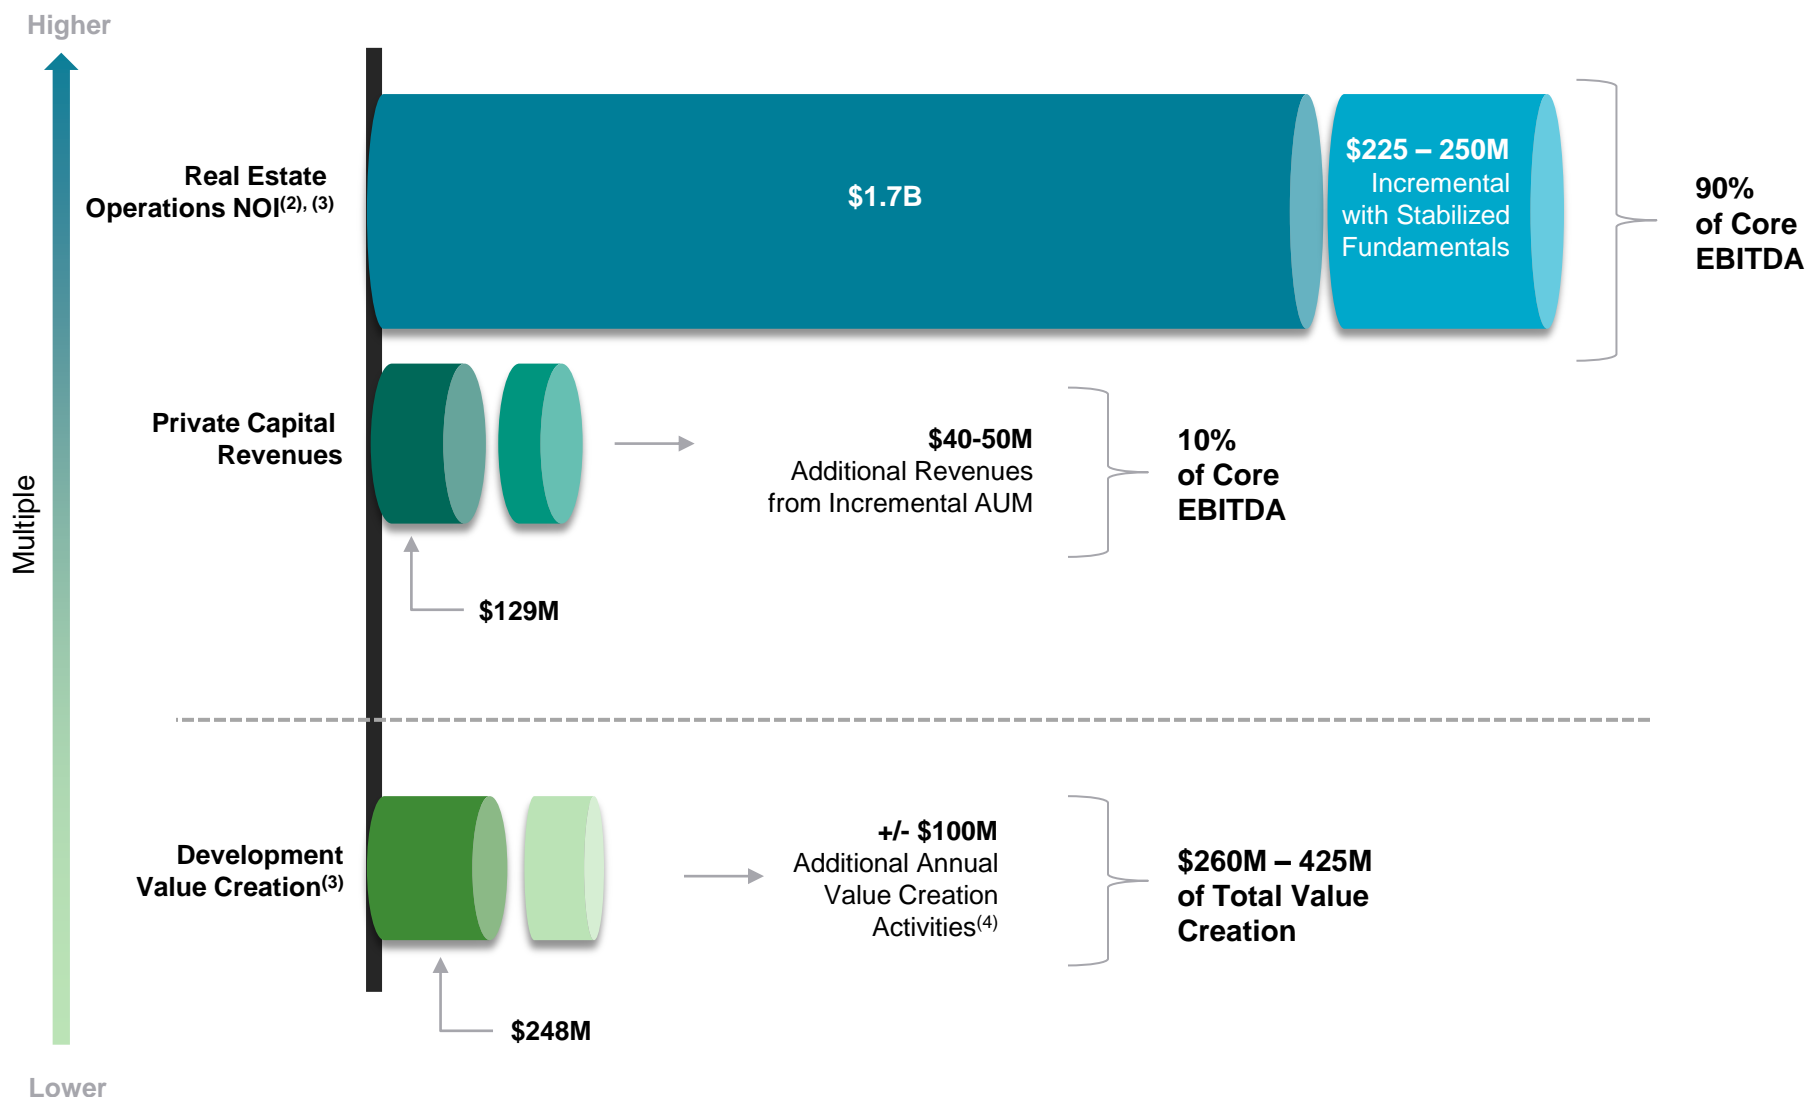 Higher
Multiple
Lower
Real Estate
Operations NOI(2), (3)
$1.7B
$225 – 250M
Incremental
with Stabilized
Fundamentals
90%
of Core
EBITDA
Private Capital
Revenues
$129M
$40-50M
Additional Revenues
from Incremental AUM
10%
of Core
EBITDA
Development
Value Creation(3)
$248M
+/- $100M
Additional Annual
Value Creation
Activities(4)
$260M – 425M
of Total Value
Creation